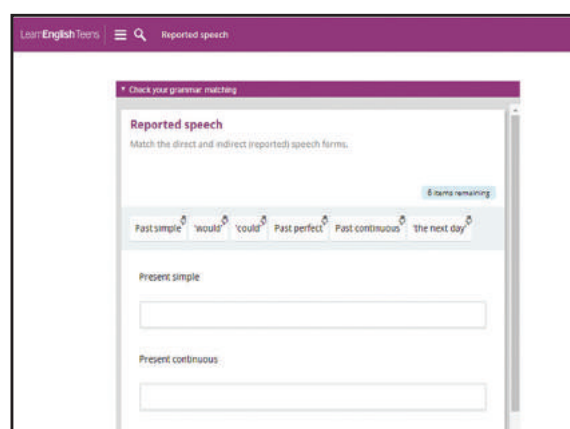 LearnEnglish Teens
Reported speech
Check your grammar: matching
Reported speech
Match the direct and indirect (reported) speech forms.
6 items remaining
Past simple 'would' 'could' Past perfect Past continuous 'the next day'
Present simple
Present continuous